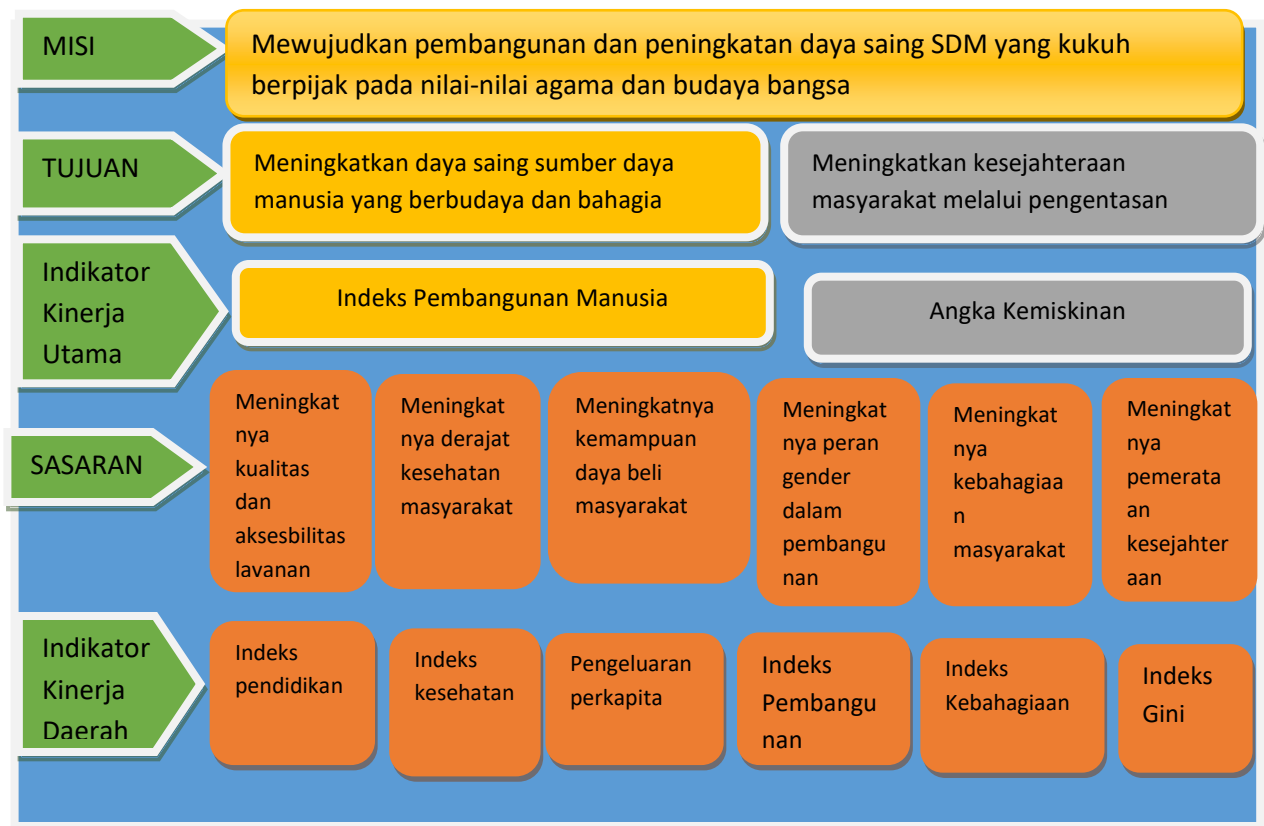 MISI
Mewujudkan pembangunan dan peningkatan daya saing SDM yang kukuh
berpijak pada nilai-nilai agama dan budaya bangsa
TUJUAN
Meningkatkan daya saing sumber daya
manusia yang berbudaya dan bahagia
Meningkatkan kesejahteraan
masyarakat melalui pengentasan
Indikator
Kinerja
Utama
Indeks Pembangunan Manusia
Angka Kemiskinan
SASARAN
Meningkat
nya
kualitas
dan
aksesbilitas
layanan
Meningkat
nya derajat
kesehatan
masyarakat
Meningkatnya
kemampuan
daya beli
masyarakat
Meningkat
nya peran
gender
dalam
pembangu
nan
Meningkat
nya
kebahagiaa
n
masyarakat
Meningkat
nya
pemerata
an
kesejahter
aan
Indikator
Kinerja
Daerah
Indeks
pendidikan
Indeks
kesehatan
Pengeluaran
perkapita
Indeks
Pembangu
nan
Indeks
Kebahagiaan
Indeks
Gini